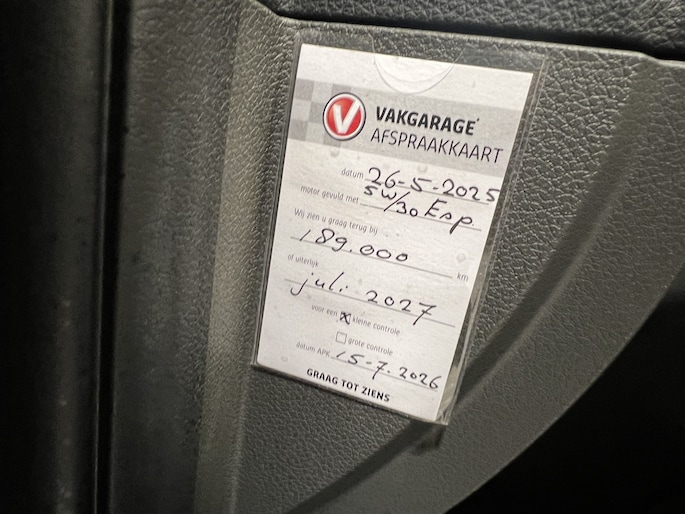 V
VAKGARAGE
AFSPRAAKKAART
datum 26-5-2025
motor gevuld met 5W/30 Esp
Wij zien u graag terug bij
189.000 km
of uiterlijk
juli 2027
voor een x kleine controle
grote controle
datum APK 15-7.2026
GRAAG TOT ZIENS